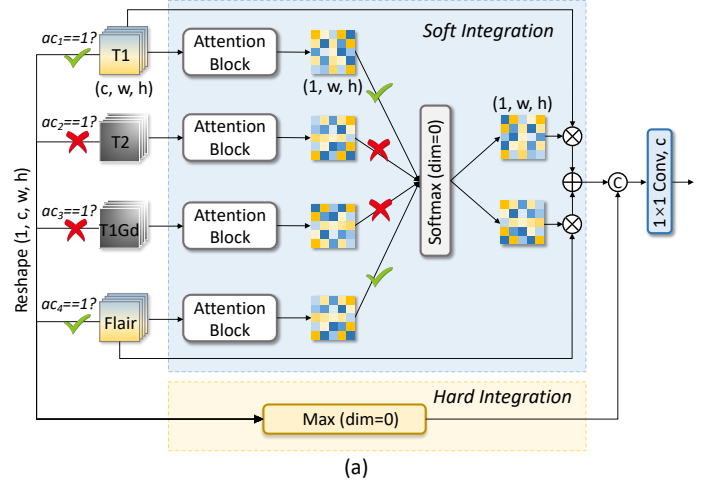 Soft Integration
ac1==1?
T1
(c, w, h)
Attention
Block
(1, w, h)
(1, w, h)
ac2==1?
T2
Attention
Block
Softmax (dim=0)
ac3==1?
T1Gd
Attention
Block
C
1×1 Conv, c
Reshape (1, c, w, h)
ac4==1?
Flair
Attention
Block
Hard Integration
Max (dim=0)
(a)